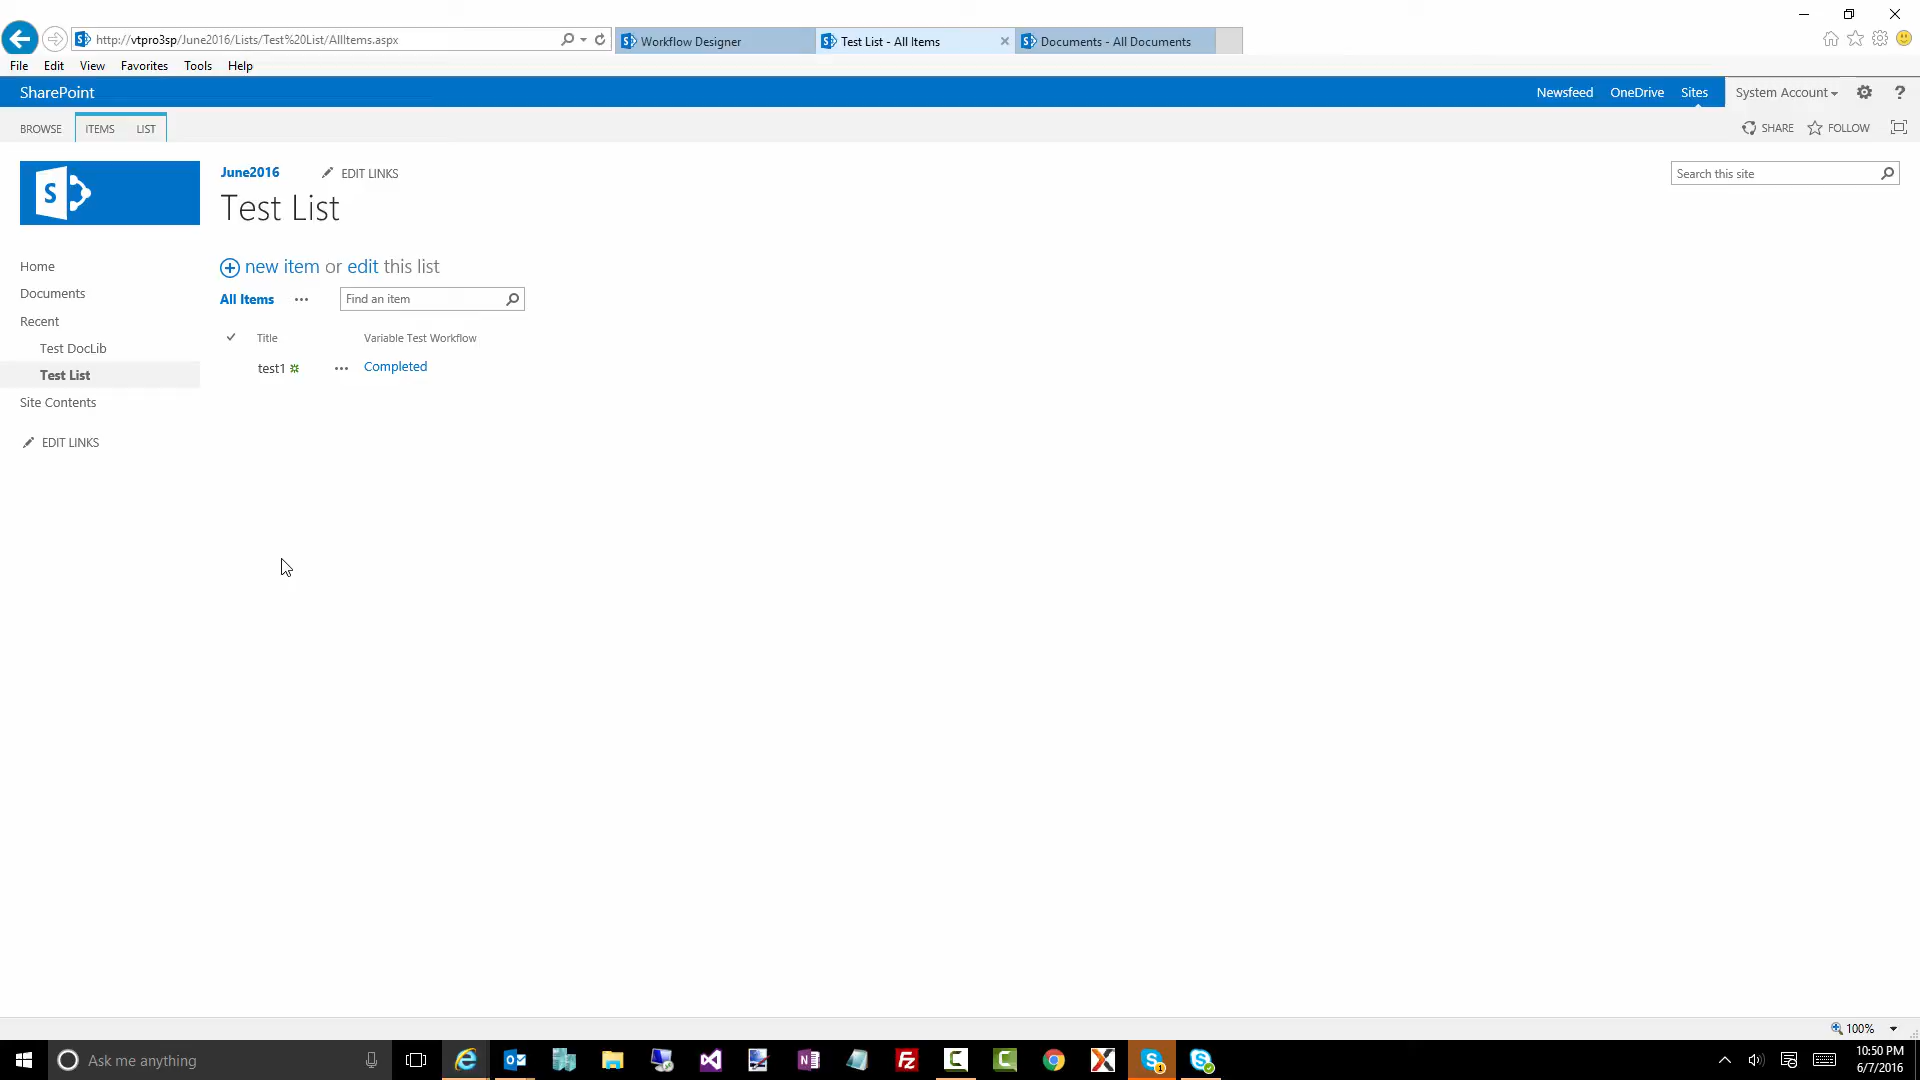 http://vtpro3sp/June2016/Lists/Test%20List/AllItems.aspx
Workflow Designer
Test List - All Items
Documents - All Documents
File Edit View Favorites Tools Help
SharePoint
Newsfeed OneDrive Sites System Account ?
BROWSE ITEMS LIST
SHARE FOLLOW
S
June2016 EDIT LINKS
Search this site
Test List
Home
Documents
Recent
Test DocLib
Test List
Site Contents
EDIT LINKS
new item or edit this list
All Items ... Find an item
Title Variable Test Workflow
test1 ... Completed
100%
Ask me anything
10:50 PM
6/7/2016